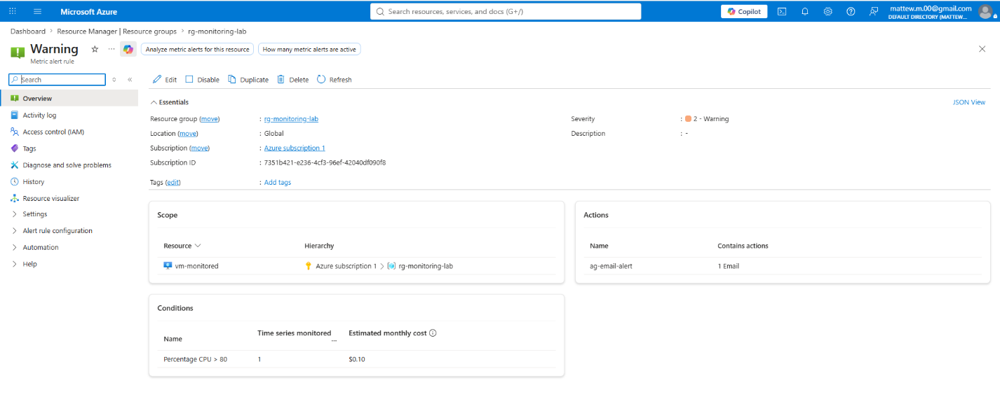 Microsoft Azure
Search resources, services, and docs (G+/)
Copilot
mattew.m.00@gmail.com
DEFAULT DIRECTORY (MATTEW...
Dashboard > Resource Manager | Resource groups > rg-monitoring-lab
Warning
Metric alert rule
Analyze metric alerts for this resource
How many metric alerts are active
Search
Overview
Activity log
Access control (IAM)
Tags
Diagnose and solve problems
History
Resource visualizer
Settings
Alert rule configuration
Automation
Help
Edit Disable Duplicate Delete Refresh
Essentials
JSON View
Resource group (move) : rg-monitoring-lab
Location (move) : Global
Subscription (move) : Azure subscription 1
Subscription ID : 7351b421-e236-4cf3-96ef-42040df090f8
Tags (edit) : Add tags
Severity : 2 - Warning
Description : -
Scope
Resource Hierarchy
vm-monitored Azure subscription 1 > rg-monitoring-lab
Actions
Name Contains actions
ag-email-alert 1 Email
Conditions
Name Time series monitored ... Estimated monthly cost
Percentage CPU > 80 1 $0.10